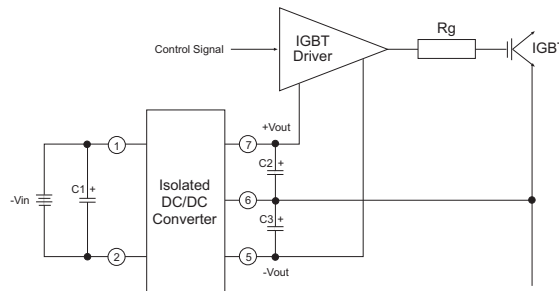 Control Signal
IGBT
Driver
Rg
IGBT
+Vout
1
7
C1 +
C2 +
-Vin
Isolated
DC/DC
Converter
6
C3 +
2
5
-Vout